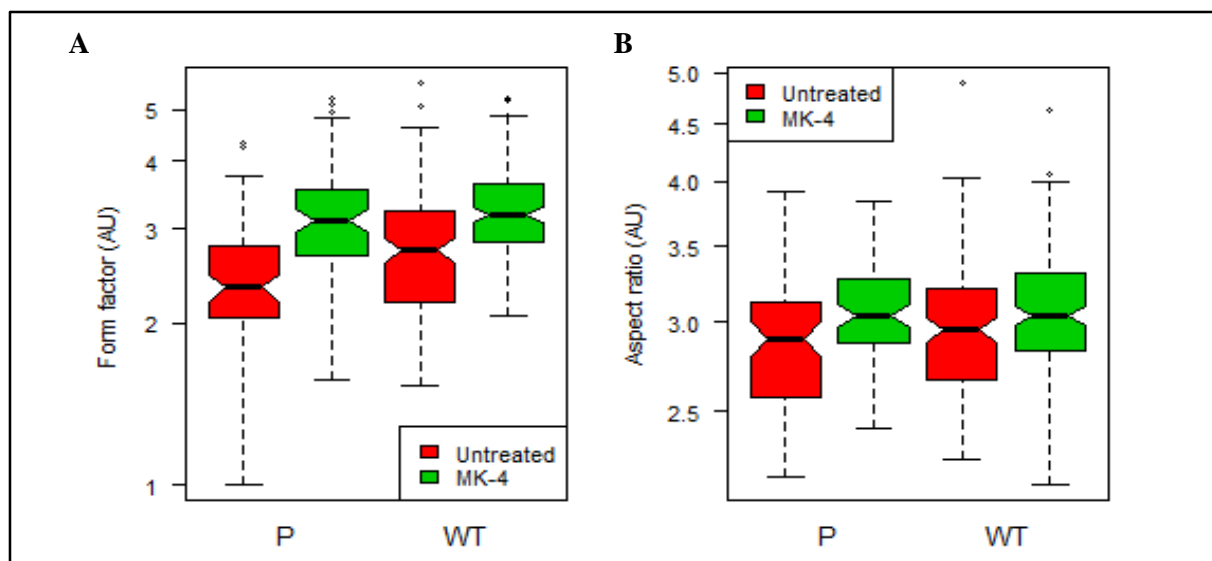 A
Form factor (AU)
5
4
3
2
1
Untreated
MK-4
P WT
B
Aspect ratio (AU)
5.0
4.5
4.0
3.5
3.0
2.5
Untreated
MK-4
P WT